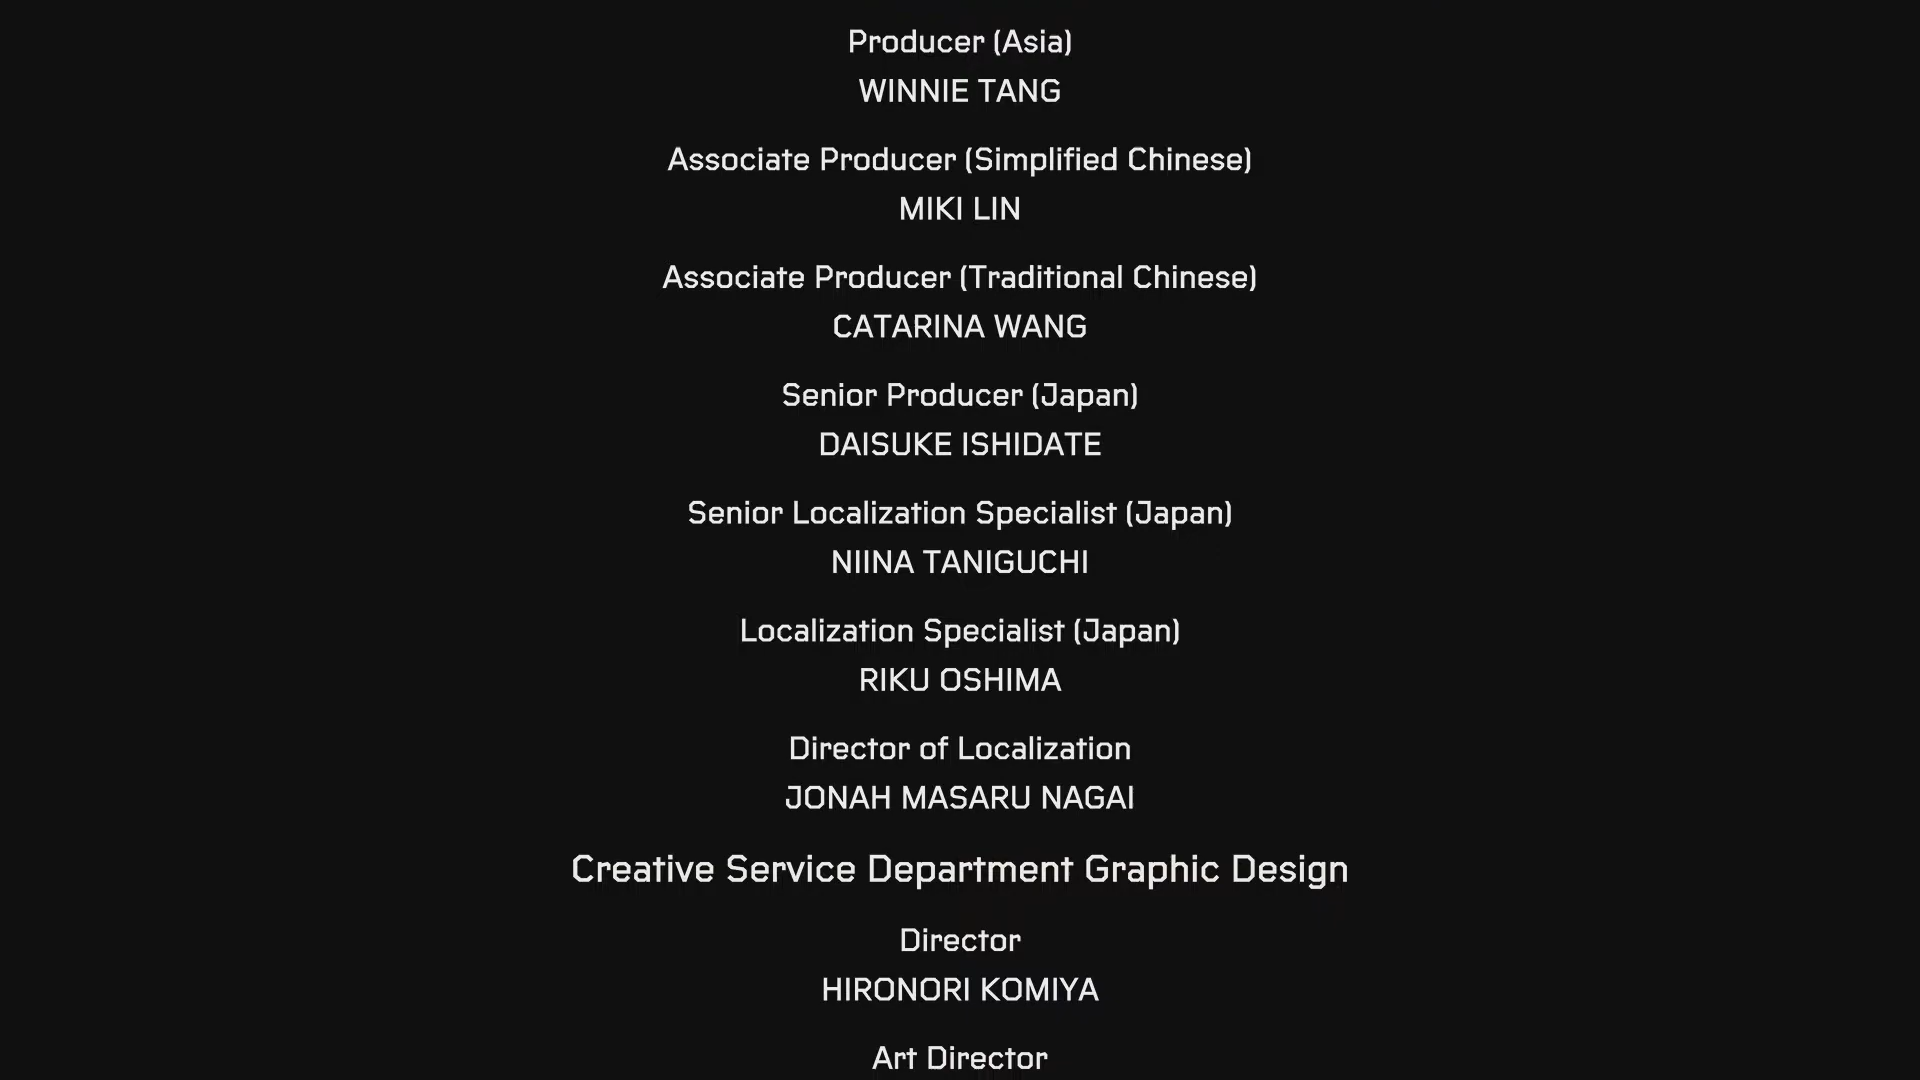 Producer (Asia)
WINNIE TANG
Associate Producer (Simplified Chinese)
MIKI LIN
Associate Producer (Traditional Chinese)
CATARINA WANG
Senior Producer (Japan)
DAISUKE ISHIDATE
Senior Localization Specialist (Japan)
NIINA TANIGUCHI
Localization Specialist (Japan)
RIKU OSHIMA
Director of Localization
JONAH MASARU NAGAI
Creative Service Department Graphic Design
Director
HIRONORI KOMIYA
Art Director